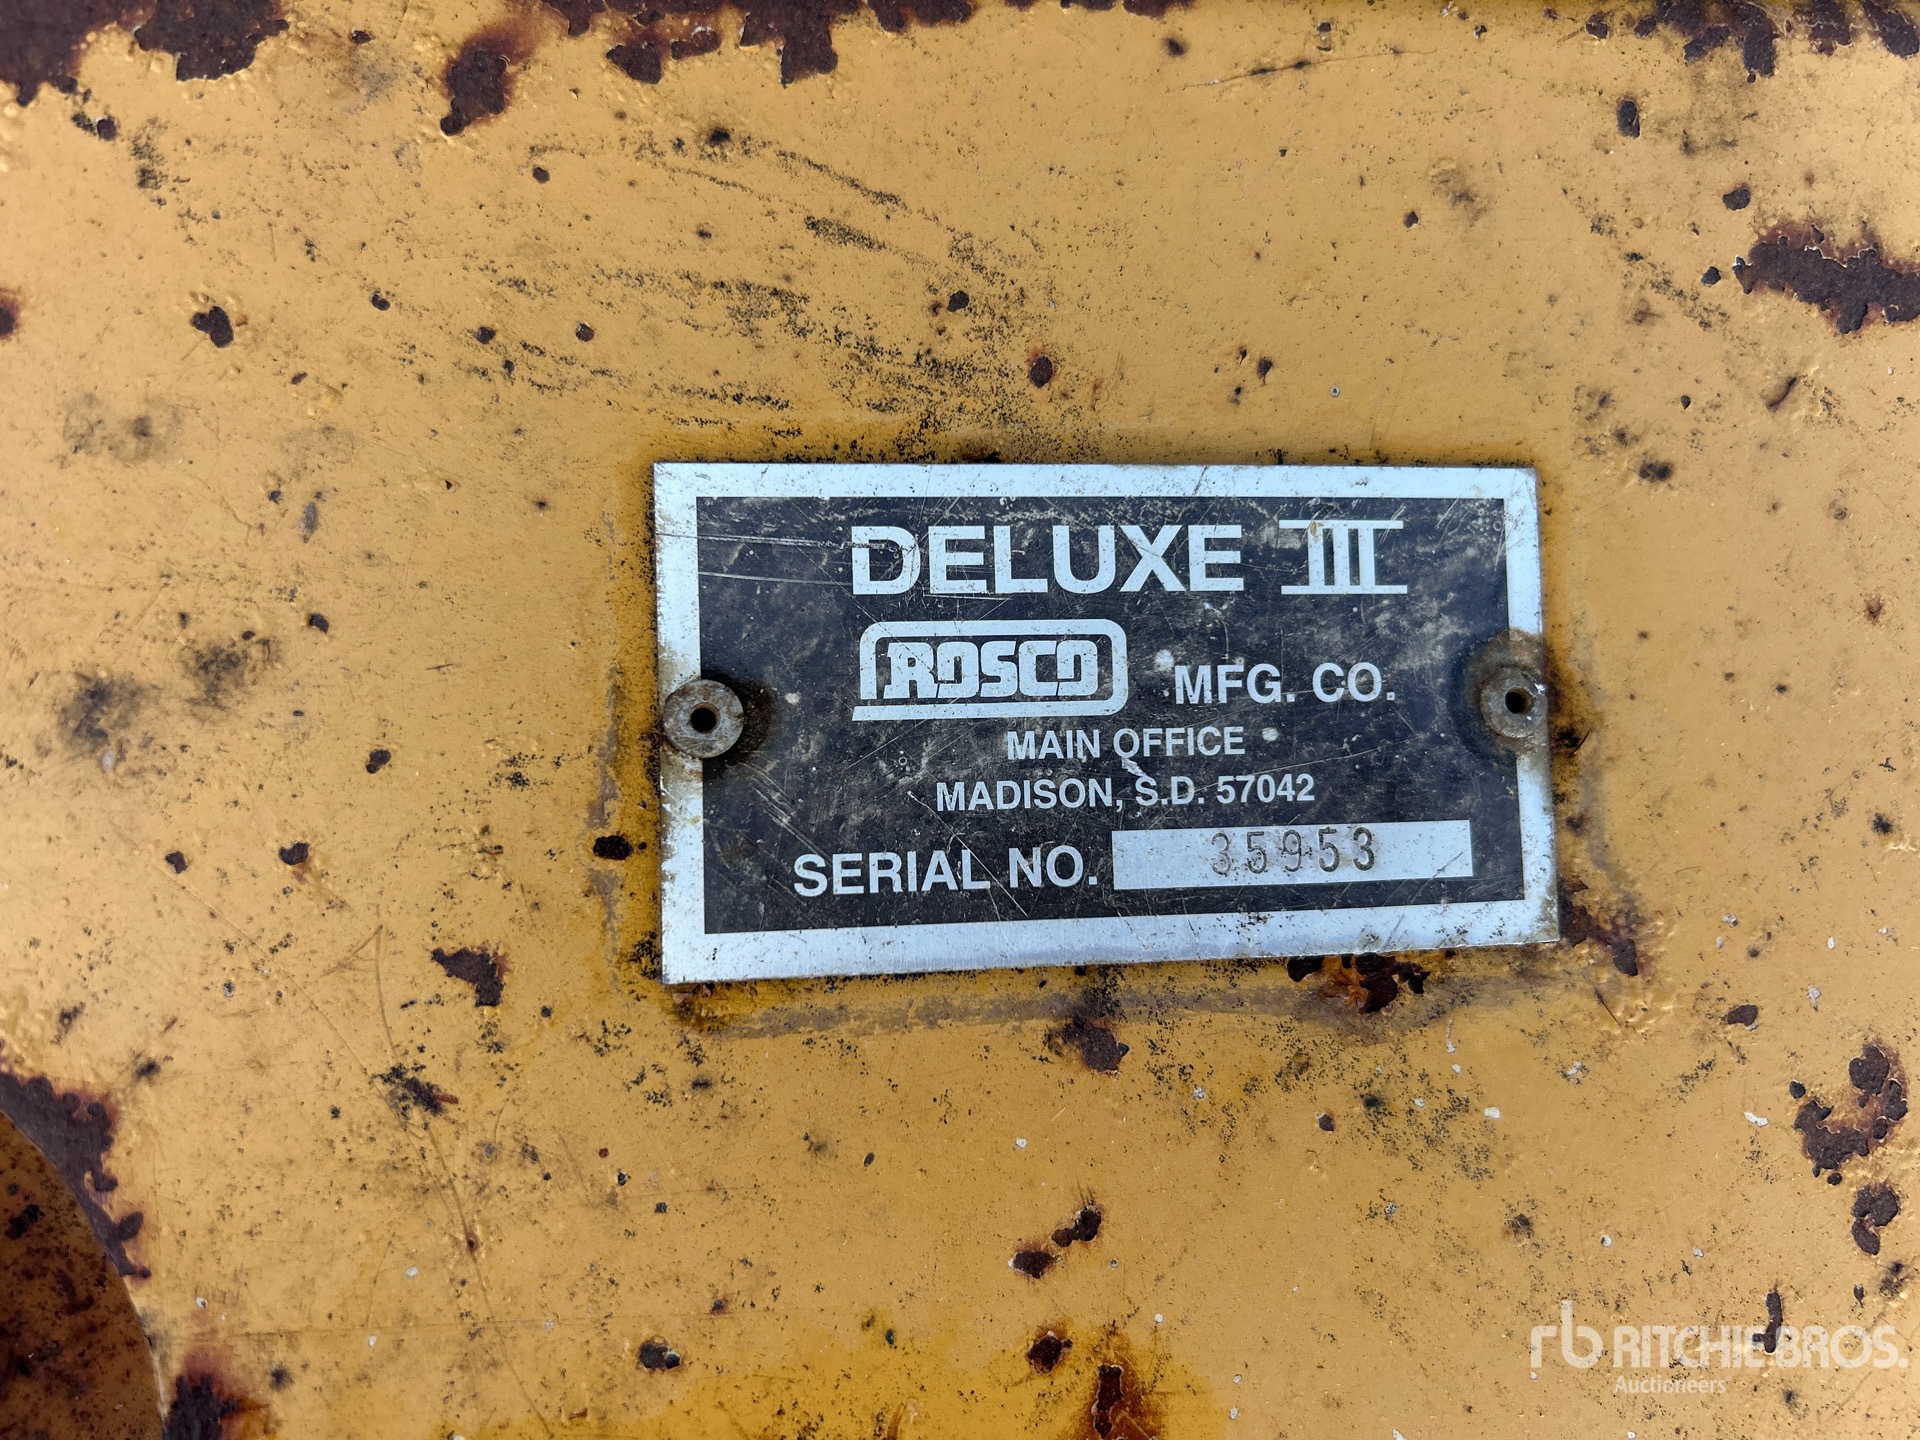 DELUXE III
ROSCO MFG. CO.
MAIN OFFICE
MADISON, S.D. 57042
SERIAL NO. 35953
rb RITCHIE BROS.
Auctioneers